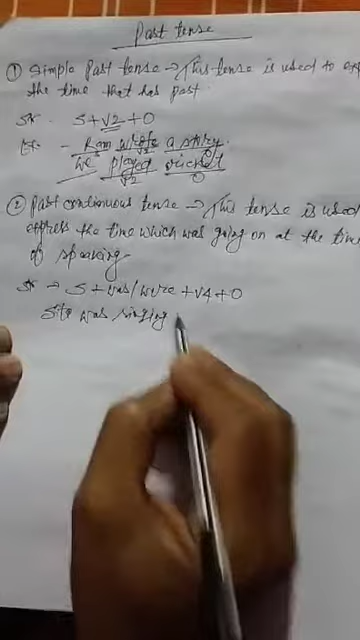 Past tense
① Simple Past tense → This tense is used to
the time that has past.
St. S+V2+O
Ex. - Ram wrote a story.
V2 O
We played cricket
V2 O
② Past continuous tense → This tense is used
express the time which was going on at the time
of speaking
St → S + was/were + V4 + O
Sita was singing